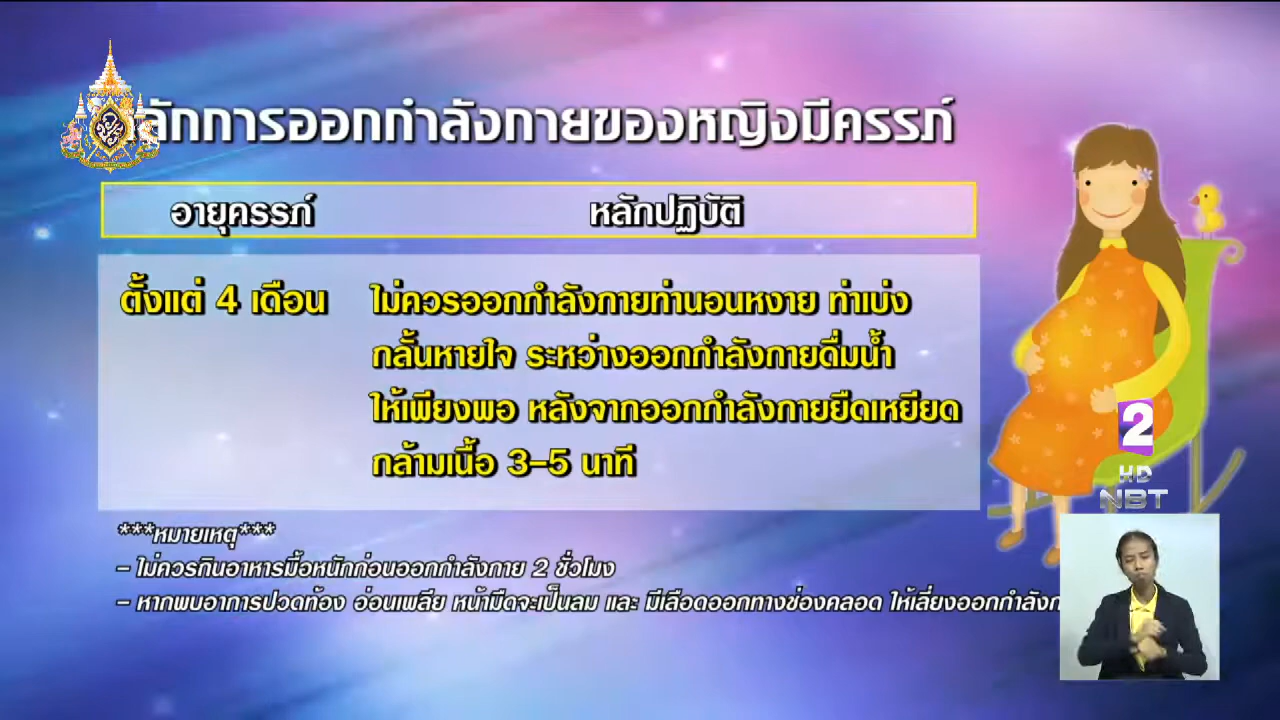 หลักการออกกำลังกายของหญิงมีครรภ์
อายุครรภ์ หลักปฏิบัติ
ตั้งแต่ 4 เดือน ไม่ควรออกกำลังกายท่านอนหงาย ท่าเบ่ง
กลั้นหายใจ ระหว่างออกกำลังกายดื่มน้ำ
ให้เพียงพอ หลังจากออกกำลังกายยืดเหยียด
กล้ามเนื้อ 3-5 นาที
***หมายเหตุ***
- ไม่ควรกินอาหารมื้อหนักก่อนออกกำลังกาย 2 ชั่วโมง
- หากพบอาการปวดท้อง อ่อนเพลีย หน้ามืดจะเป็นลม และ มีเลือดออกทางช่องคลอด ให้เลี่ยงออกกำลัง
2
HD
NBT